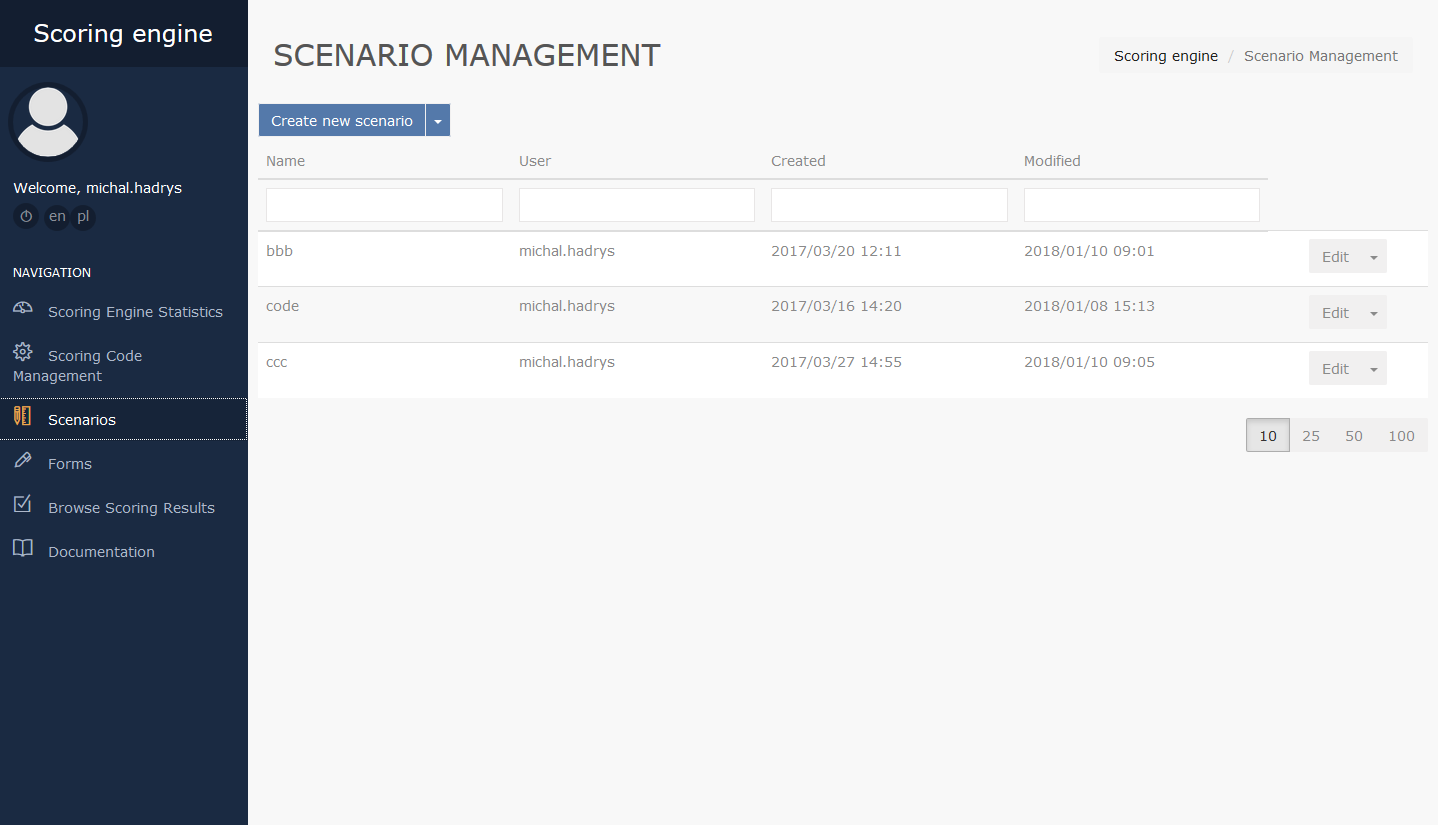 Scoring engine
SCENARIO MANAGEMENT
Scoring engine / Scenario Management
Welcome, michal.hadrys
en pl
NAVIGATION
Scoring Engine Statistics
Scoring Code
Management
Scenarios
Forms
Browse Scoring Results
Documentation
Create new scenario
Name User Created Modified
bbb michal.hadrys 2017/03/20 12:11 2018/01/10 09:01 Edit
code michal.hadrys 2017/03/16 14:20 2018/01/08 15:13 Edit
ccc michal.hadrys 2017/03/27 14:55 2018/01/10 09:05 Edit
10 25 50 100